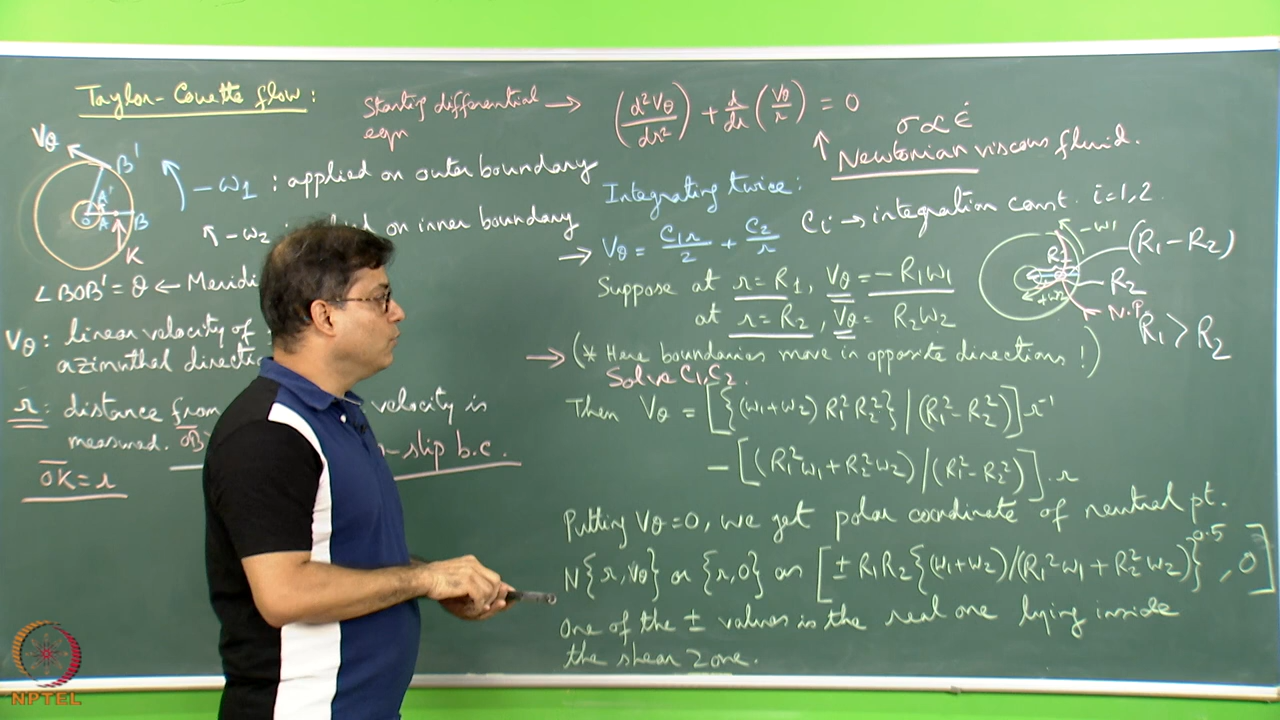 Taylor-Couette flow:
Starting differential eqn → (d²Vθ/dr²) + d/dr (Vθ/r) = 0
σ ∝ ε̇
↑ Newtonian viscous fluid.
Vθ
B'
A'
O A B
K
-ω1 : applied on outer boundary
-ω2 : on inner boundary
∠BOB' = θ ←
Vθ: linear velocity of
azimuthal
r: distance from velocity is
measured.
slip b.c.
OK = r
Integrating twice:
Ci → integration const. i=1,2.
→ Vθ = C1r/2 + C2/r
Suppose at r = R1, Vθ = -R1ω1
at r = R2, Vθ = R2ω2
-ω1
R1
(R1-R2)
R2
+ω2
N.P.
R1 > R2
→ (* Here boundaries move in opposite directions!)
Solve C1, C2.
Then Vθ = [{(ω1+ω2) R1²R2²}/(R1²-R2²)] r⁻¹
- [(R1²ω1+R2²ω2)/(R1²-R2²)]. r
Putting Vθ=0, we get polar coordinate of neutral pt.
N{r, Vθ} or {r, 0} as [± R1R2{(ω1+ω2)/(R1²ω1+R2²ω2)}^0.5, 0]
One of the ± values is the real one lying inside
the shear zone.
NPTEL